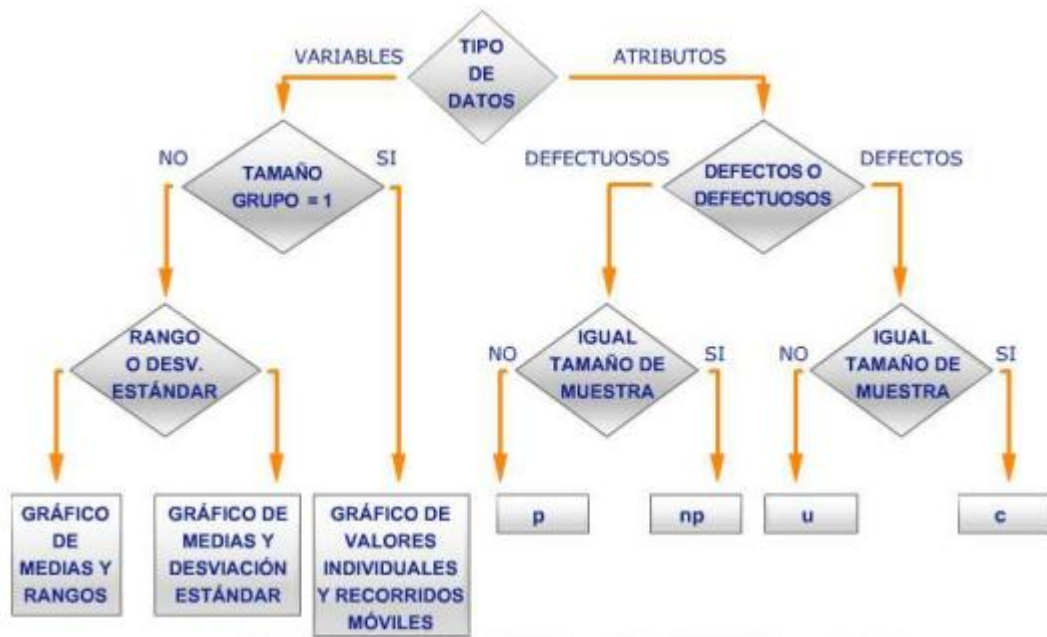 TIPO
DE
DATOS
VARIABLES
ATRIBUTOS
NO
SI
TAMAÑO
GRUPO = 1
DEFECTUOSOS
DEFECTOS
DEFECTOS O
DEFECTUOSOS
RANGO
O DESV.
ESTÁNDAR
NO
SI
IGUAL
TAMAÑO DE
MUESTRA
NO
SI
IGUAL
TAMAÑO DE
MUESTRA
GRÁFICO
DE
MEDIAS Y
RANGOS
GRÁFICO DE
MEDIAS Y
DESVIACIÓN
ESTÁNDAR
GRÁFICO DE
VALORES
INDIVIDUALES
Y RECORRIDOS
MÓVILES
p
np
u
c